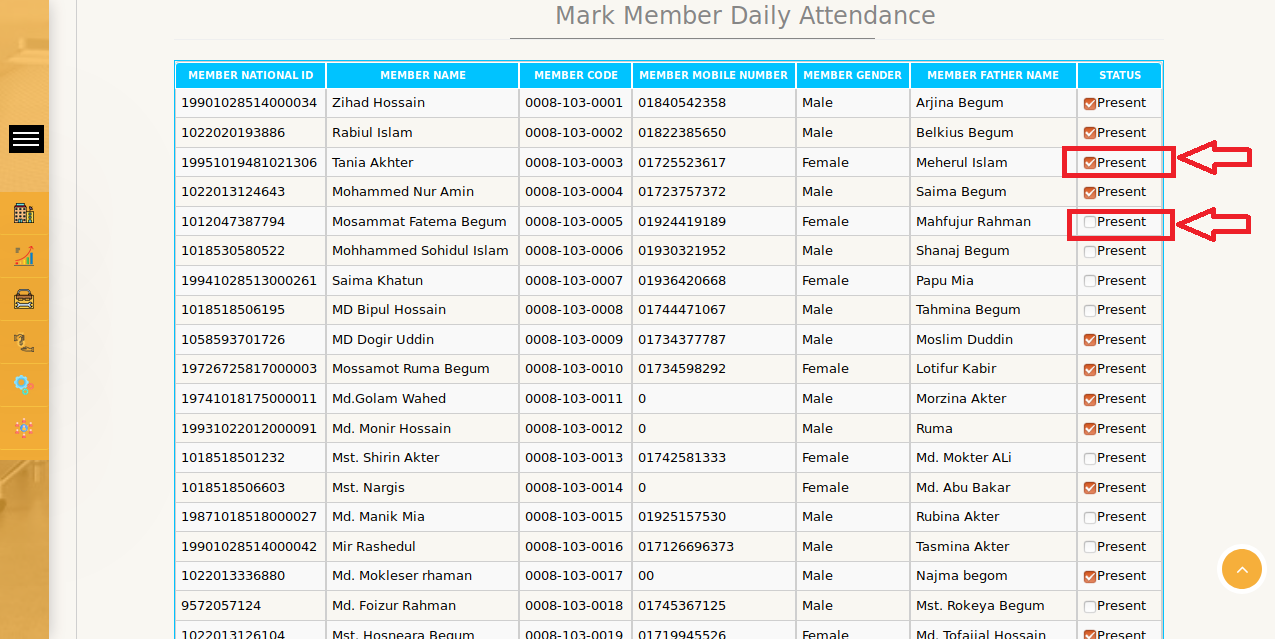 Mark Member Daily Attendance
MEMBER NATIONAL ID MEMBER NAME MEMBER CODE MEMBER MOBILE NUMBER MEMBER GENDER MEMBER FATHER NAME STATUS
19901028514000034 Zihad Hossain 0008-103-0001 01840542358 Male Arjina Begum Present
1022020193886 Rabiul Islam 0008-103-0002 01822385650 Male Belkius Begum Present
19951019481021306 Tania Akhter 0008-103-0003 01725523617 Female Meherul Islam Present
1022013124643 Mohammed Nur Amin 0008-103-0004 01723757372 Male Saima Begum Present
1012047387794 Mosammat Fatema Begum 0008-103-0005 01924419189 Female Mahfujur Rahman Present
1018530580522 Mohhammed Sohidul Islam 0008-103-0006 01930321952 Male Shanaj Begum Present
19941028513000261 Saima Khatun 0008-103-0007 01936420668 Female Papu Mia Present
1018518506195 MD Bipul Hossain 0008-103-0008 01744471067 Male Tahmina Begum Present
1058593701726 MD Dogir Uddin 0008-103-0009 01734377787 Male Moslim Duddin Present
19726725817000003 Mossamot Ruma Begum 0008-103-0010 01734598292 Female Lotifur Kabir Present
19741018175000011 Md.Golam Wahed 0008-103-0011 0 Male Morzina Akter Present
19931022012000091 Md. Monir Hossain 0008-103-0012 0 Male Ruma Present
1018518501232 Mst. Shirin Akter 0008-103-0013 01742581333 Female Md. Mokter ALi Present
1018518506603 Mst. Nargis 0008-103-0014 0 Female Md. Abu Bakar Present
19871018518000027 Md. Manik Mia 0008-103-0015 01925157530 Male Rubina Akter Present
19901028514000042 Mir Rashedul 0008-103-0016 017126696373 Male Tasmina Akter Present
1022013336880 Md. Mokleser rhaman 0008-103-0017 00 Male Najma begom Present
9572057124 Md. Foizur Rahman 0008-103-0018 01745367125 Male Mst. Rokeya Begum Present
1022013126104 Mst. Hosneara Begum 0008-103-0019 01719945526 Female Md. Tofajjal Hossain Present